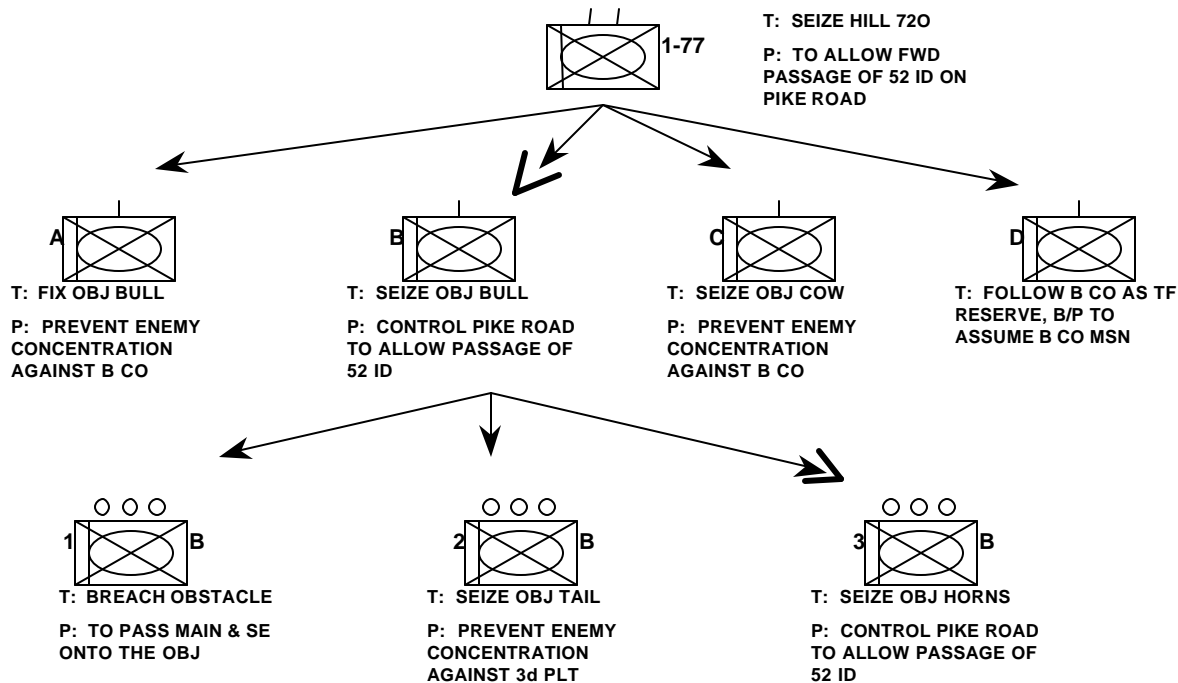 1-77
T: SEIZE HILL 72O
P: TO ALLOW FWD
PASSAGE OF 52 ID ON
PIKE ROAD
A
T: FIX OBJ BULL
P: PREVENT ENEMY
CONCENTRATION
AGAINST B CO
B
T: SEIZE OBJ BULL
P: CONTROL PIKE ROAD
TO ALLOW PASSAGE OF
52 ID
C
T: SEIZE OBJ COW
P: PREVENT ENEMY
CONCENTRATION
AGAINST B CO
D
T: FOLLOW B CO AS TF
RESERVE, B/P TO
ASSUME B CO MSN
1 B
T: BREACH OBSTACLE
P: TO PASS MAIN & SE
ONTO THE OBJ
2 B
T: SEIZE OBJ TAIL
P: PREVENT ENEMY
CONCENTRATION
AGAINST 3d PLT
3 B
T: SEIZE OBJ HORNS
P: CONTROL PIKE ROAD
TO ALLOW PASSAGE OF
52 ID